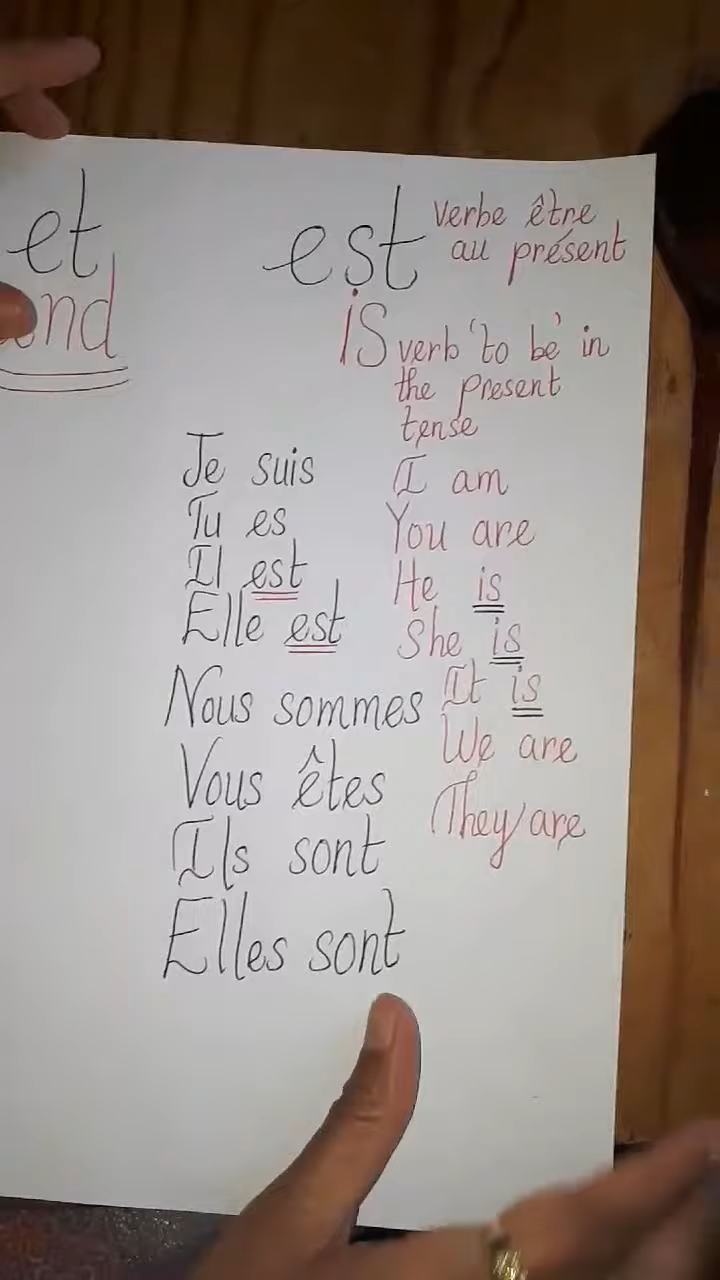 et
and
est
verbe être
au présent
is
verb 'to be' in
the present
tense
Je suis
Tu es
Il est
Elle est
Nous sommes
Vous êtes
Ils sont
Elles sont
I am
You are
He is
She is
It is
We are
They are